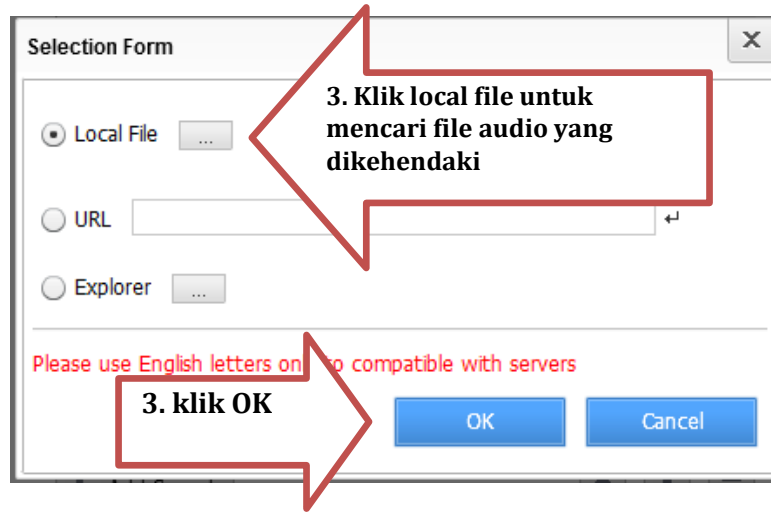 Selection Form
3. Klik local file untuk
mencari file audio yang
dikehendaki
Local File ...
URL
Explorer ...
Please use English letters to compatible with servers
3. klik OK
OK
Cancel